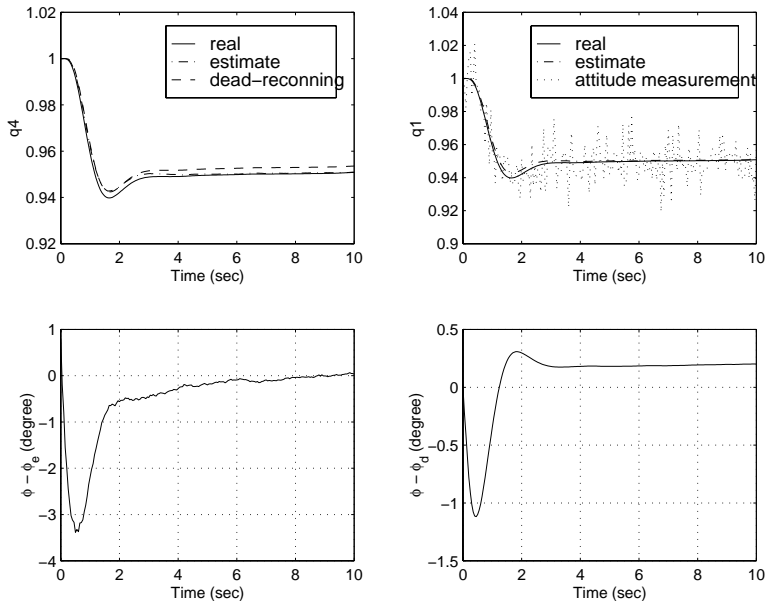 1.02
1
0.98
0.96
0.94
0.92
q4
real
estimate
dead−reconning
0 2 4 6 8 10
Time (sec)
1.04
1.02
1
0.98
0.96
0.94
0.92
0.9
q1
real
estimate
attitude measurement
0 2 4 6 8 10
Time (sec)
1
0
−1
−2
−3
−4
ϕ − ϕe (degree)
0 2 4 6 8 10
Time (sec)
0.5
0
−0.5
−1
−1.5
ϕ − ϕd (degree)
0 2 4 6 8 10
Time (sec)